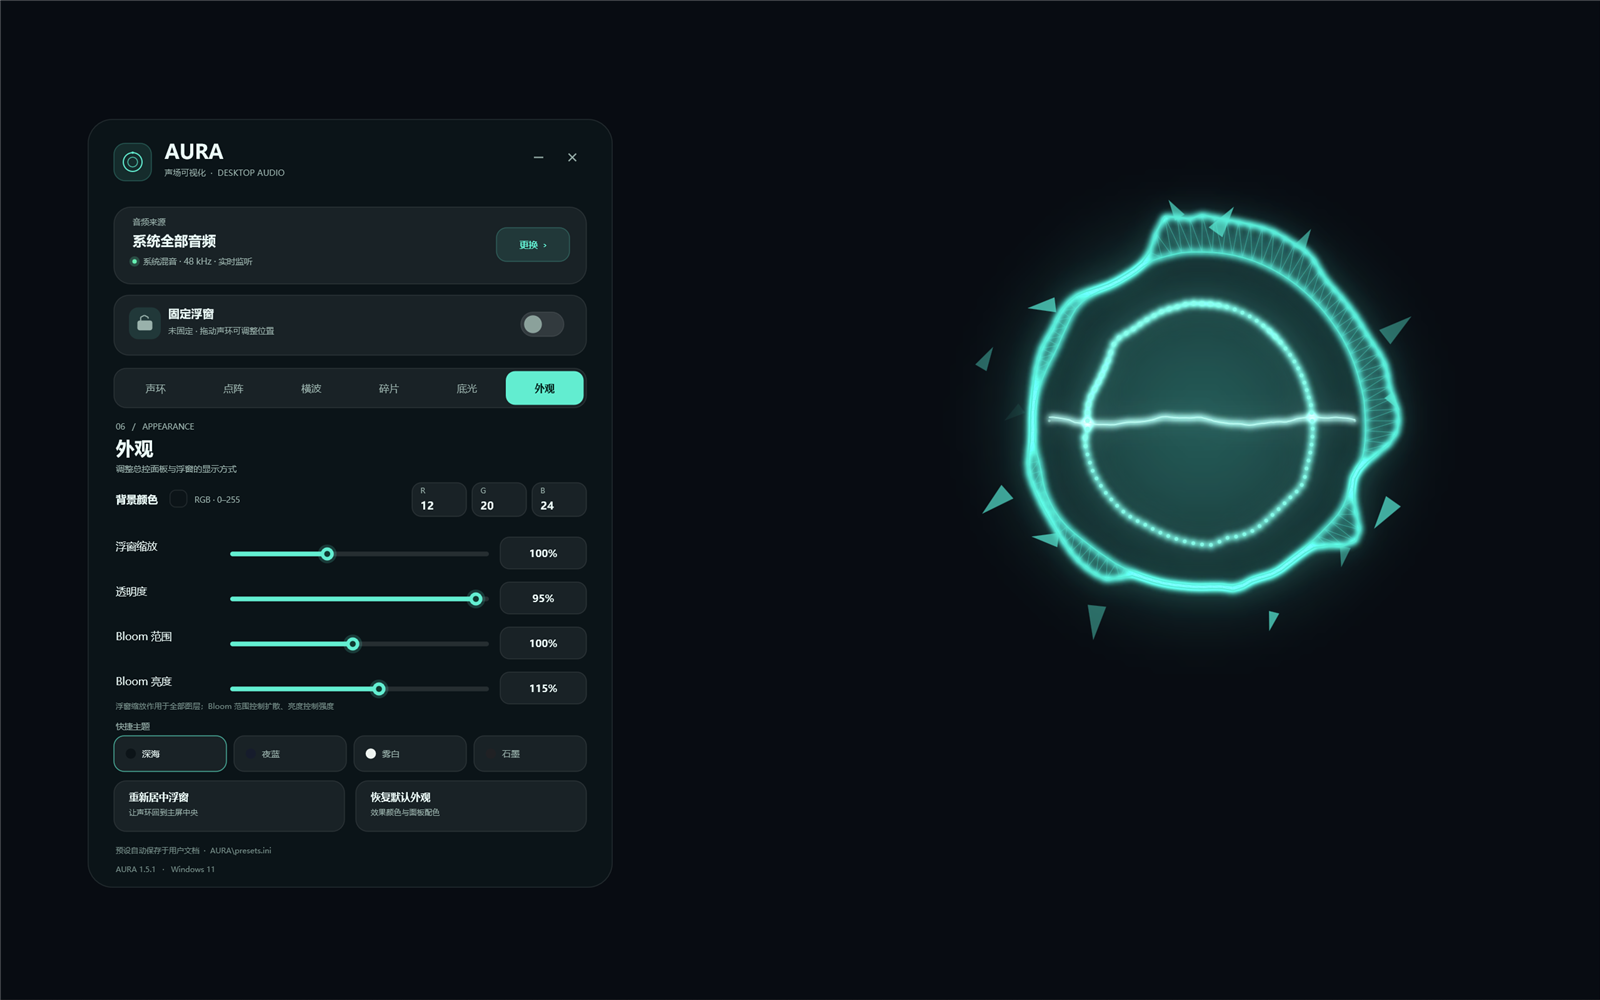 AURA
声场可视化 · DESKTOP AUDIO
音频来源
系统全部音频
系统混音 · 48 kHz · 实时监听
更换 ›
固定浮窗
未固定 · 拖动声环可调整位置
声环 点阵 横波 碎片 底光 外观
06 / APPEARANCE
外观
调整总控面板与浮窗的显示方式
背景颜色 RGB · 0–255
R 12 G 20 B 24
浮窗缩放 100%
透明度 95%
Bloom 范围 100%
Bloom 亮度 115%
浮窗缩放作用于全部图层；Bloom 范围控制扩散，亮度控制强度
快捷主题
深海 夜蓝 雾白 石墨
重新居中浮窗
让声环回到主屏中央
恢复默认外观
效果颜色与面板配色
预设自动保存于用户文档 · AURA\presets.ini
AURA 1.5.1 · Windows 11